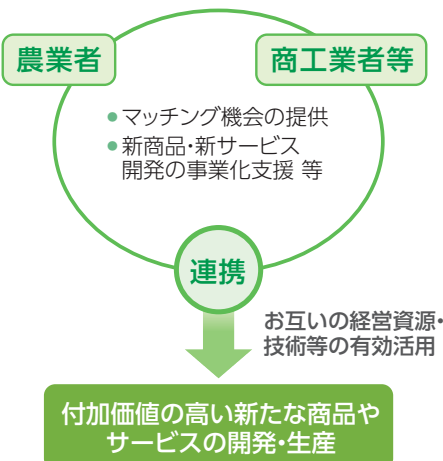 農業者
商工業者等
●マッチング機会の提供
●新商品・新サービス
開発の事業化支援 等
連携
お互いの経営資源・
技術等の有効活用
付加価値の高い新たな商品や
サービスの開発・生産